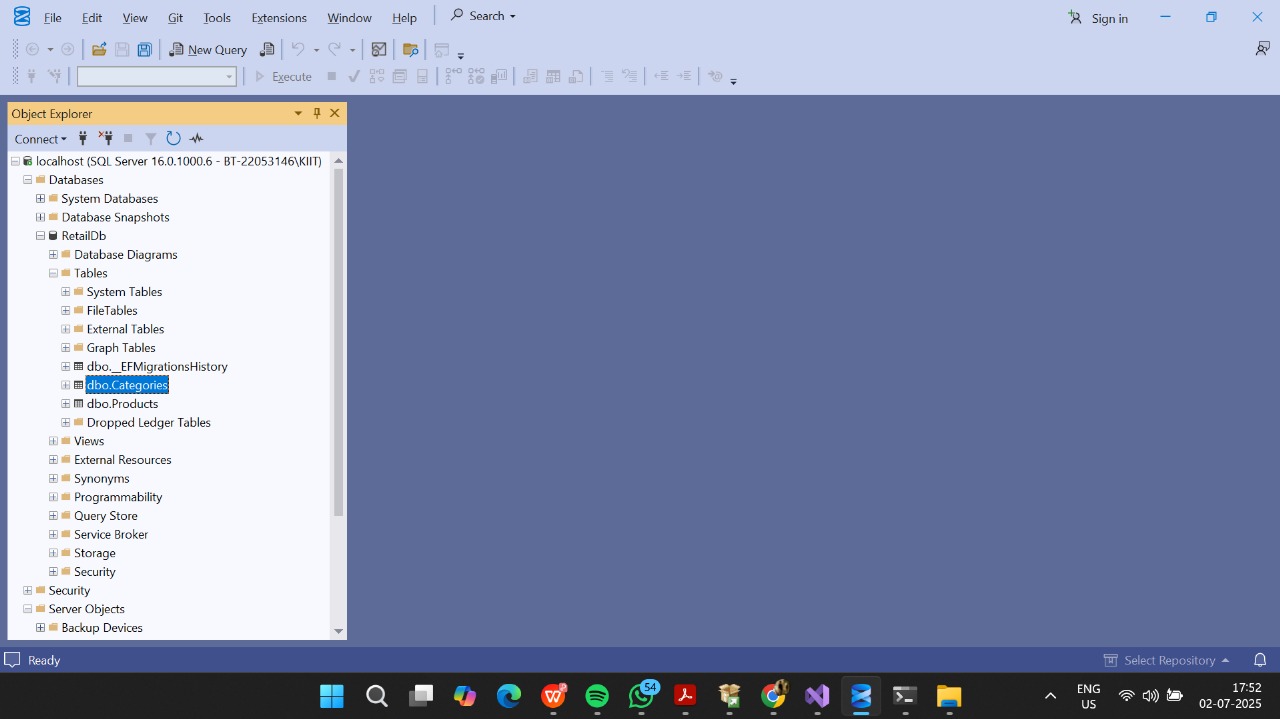 File Edit View Git Tools Extensions Window Help Search Sign in
New Query
Execute
Object Explorer
Connect
localhost (SQL Server 16.0.1000.6 - BT-22053146\KIIT)
Databases
System Databases
Database Snapshots
RetailDb
Database Diagrams
Tables
System Tables
FileTables
External Tables
Graph Tables
dbo.__EFMigrationsHistory
dbo.Categories
dbo.Products
Dropped Ledger Tables
Views
External Resources
Synonyms
Programmability
Query Store
Service Broker
Storage
Security
Security
Server Objects
Backup Devices
Ready Select Repository
54
ENG 17:52
US 02-07-2025